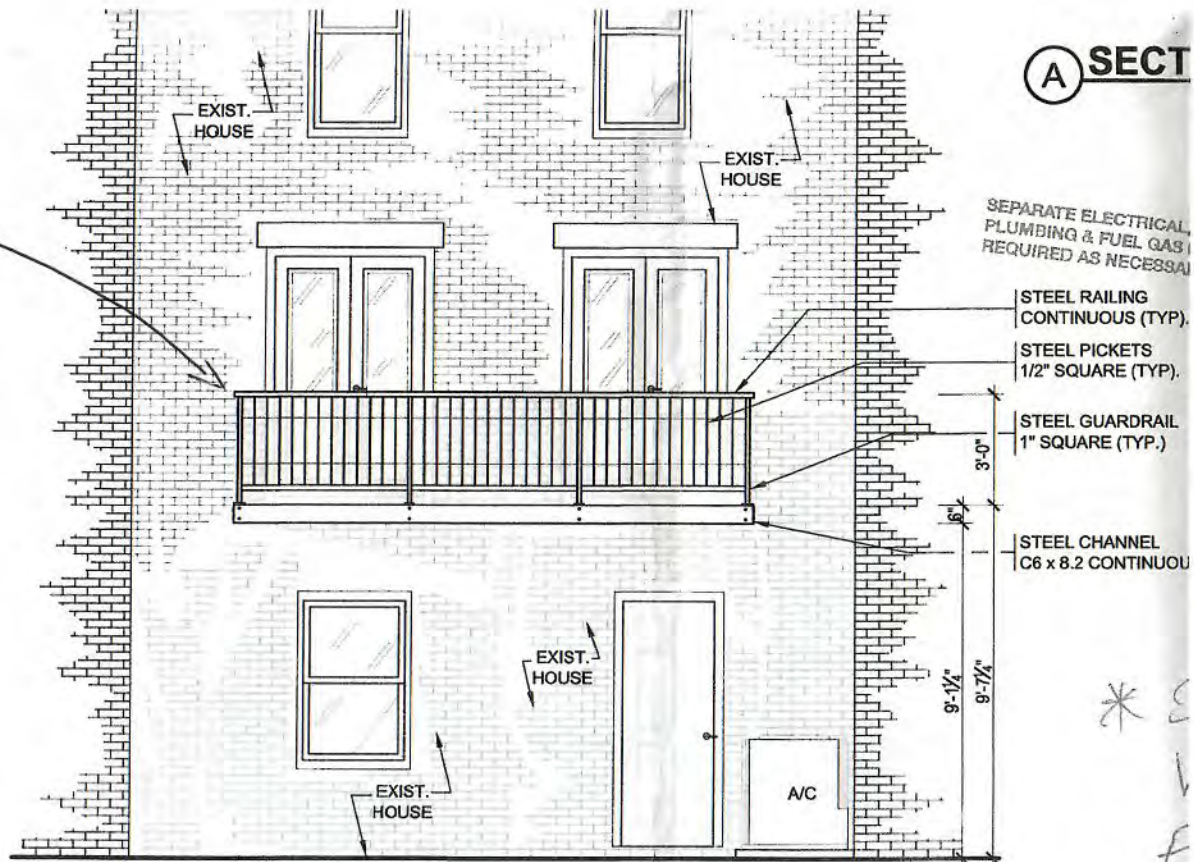 A SECT
EXIST.
HOUSE
EXIST.
HOUSE
SEPARATE ELECTRICAL,
PLUMBING & FUEL GAS
REQUIRED AS NECESSA
STEEL RAILING
CONTINUOUS (TYP).
STEEL PICKETS
1/2" SQUARE (TYP).
STEEL GUARDRAIL
1" SQUARE (TYP.)
3'-0"
6"
STEEL CHANNEL
C6 x 8.2 CONTINUOU
EXIST.
HOUSE
9'-1¼"
9'-7¼"
EXIST.
HOUSE
A/C